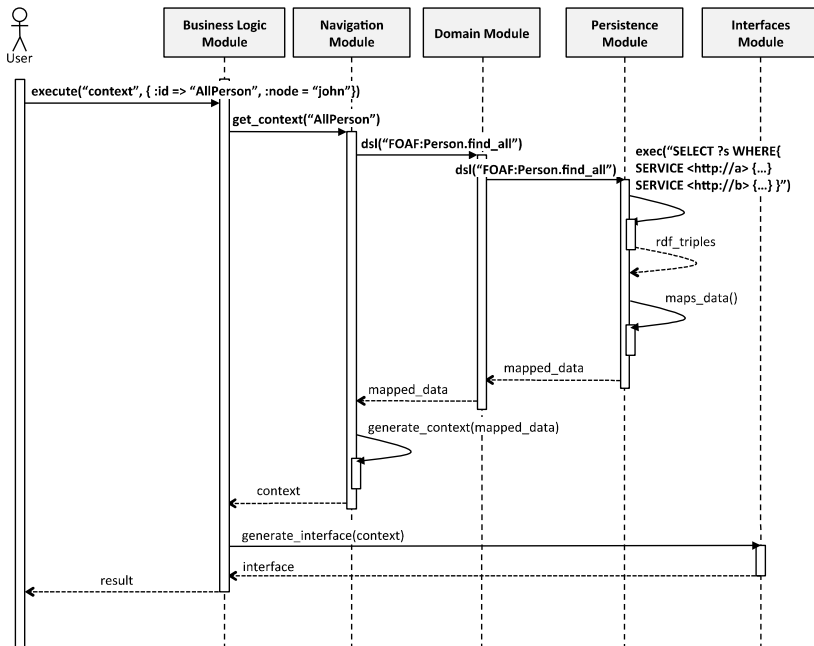 User
Business Logic
Module
Navigation
Module
Domain Module
Persistence
Module
Interfaces
Module
execute(“context”, { :id => “AllPerson”, :node = “john”})
get_context(“AllPerson”)
dsl(“FOAF:Person.find_all”)
dsl(“FOAF:Person.find_all”)
exec(“SELECT ?s WHERE{
SERVICE <http://a> {...}
SERVICE <http://b> {...} }”)
rdf_triples
maps_data()
mapped_data
mapped_data
generate_context(mapped_data)
context
generate_interface(context)
interface
result